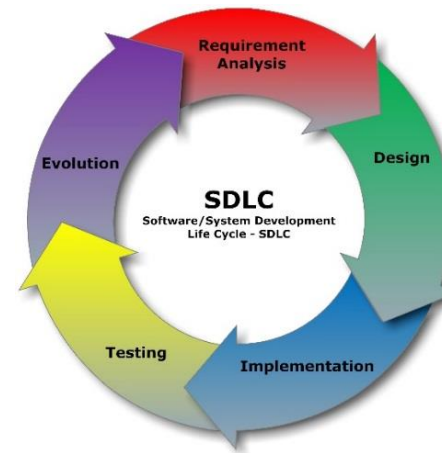 Requirement
Analysis
Design
Implementation
Testing
Evolution
SDLC
Software/System Development
Life Cycle - SDLC